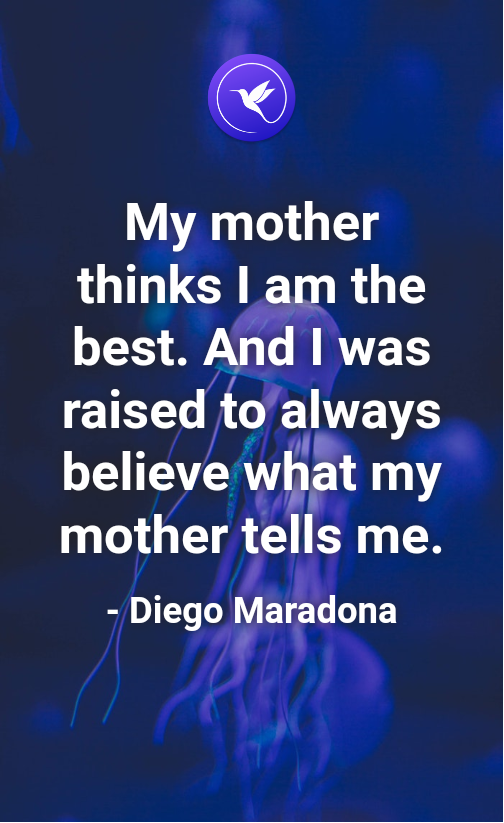 My mother
thinks I am the
best. And I was
raised to always
believe what my
mother tells me.
- Diego Maradona